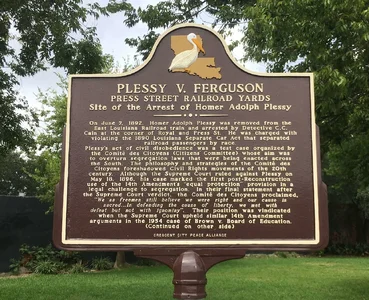 PLESSY V. FERGUSON
PRESS STREET RAILROAD YARDS
Site of the Arrest of Homer Adolph Plessy
On June 7, 1892, Homer Adolph Plessy was removed from the
East Louisiana Railroad train and arrested by Detective C.C.
Cain at the corner of Royal and Press St. He was charged with
violating the 1890 Louisiana Separate Car Act that separated
railroad passengers by race.
Plessy's act of civil disobedience was a test case organized by
the Comité des Citoyens (Citizens' Committee) whose aim was
to overturn segregation laws that were being enacted across
the South. The philosophy and strategies of the Comité des
Citoyens foreshadowed Civil Rights movements of the 20th
century. Although the Supreme Court ruled against Plessy on
May 18, 1896, his case marked the first post-Reconstruction
use of the 14th Amendment's "equal protection" provision in a
legal challenge to segregation. In their final statement after
the Supreme Court verdict, the Comité des Citoyens proclaimed,
"We as freemen still believe we were right and our cause is
sacred...In defending the cause of liberty, we met with
defeat but not with ignominy." Their position was vindicated
when the Supreme Court upheld similar 14th Amendment
arguments in the 1954 case of Brown v. Board of Education.
(Continued on other side)
CRESCENT CITY PEACE ALLIANCE